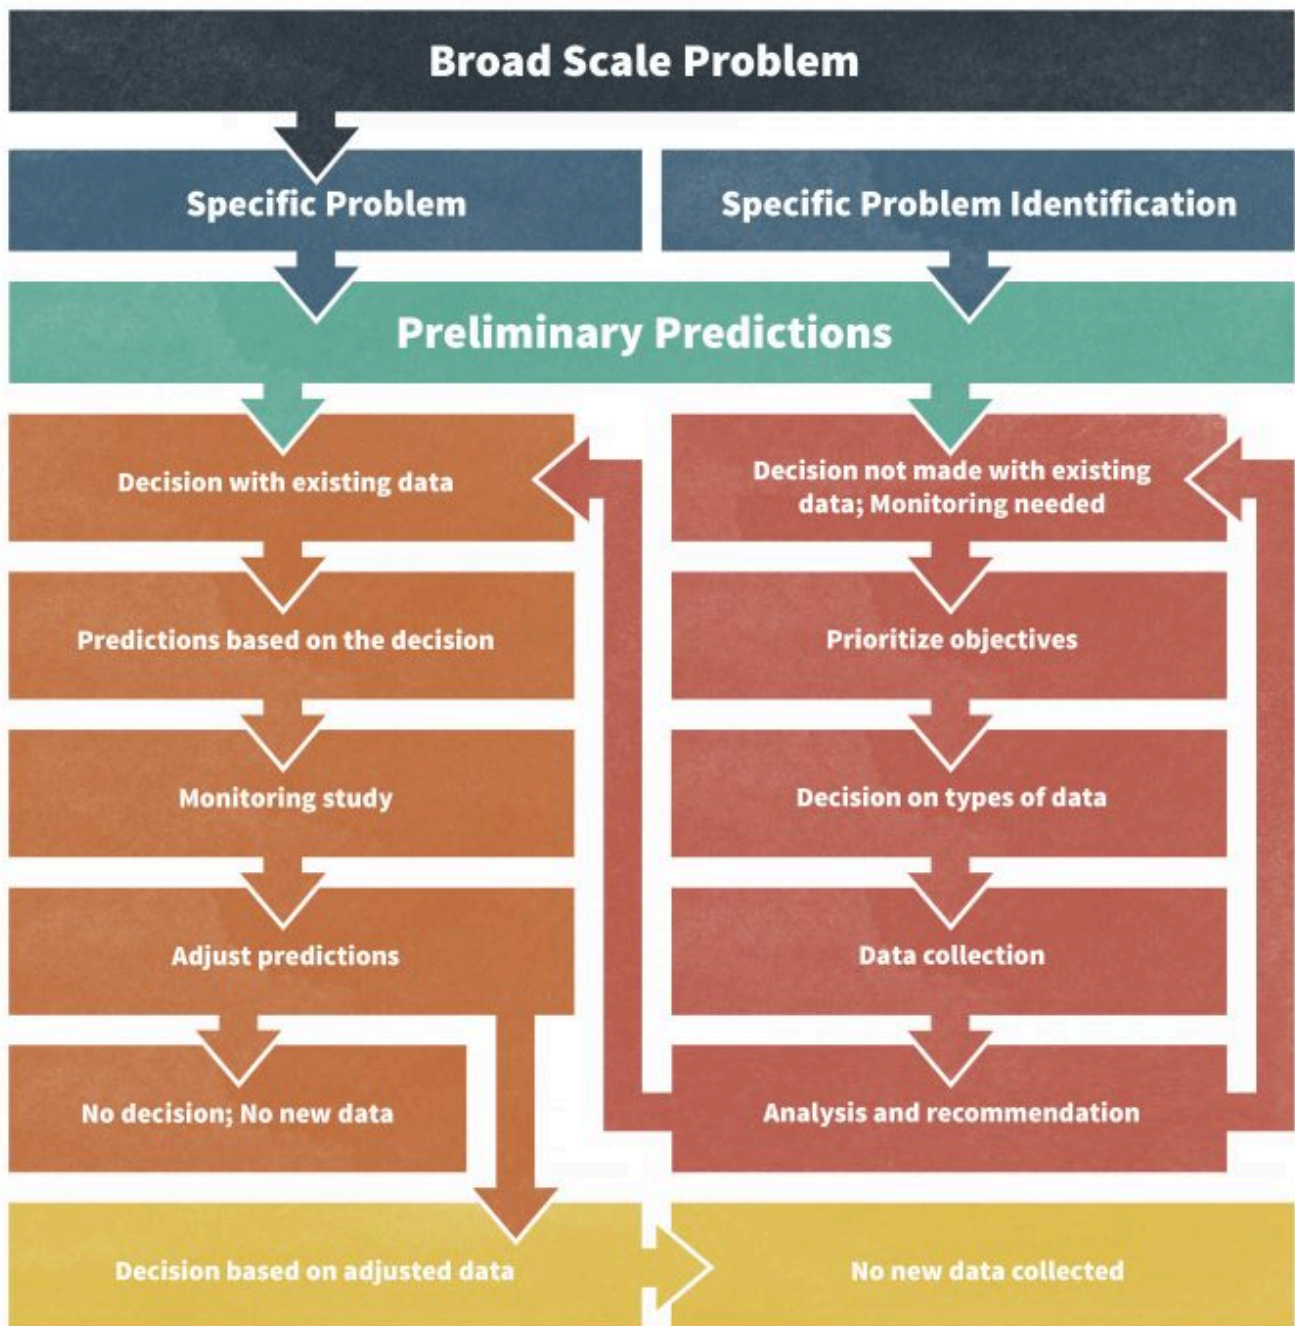 Broad Scale Problem
Specific Problem
Specific Problem Identification
Preliminary Predictions
Decision with existing data
Decision not made with existing
data; Monitoring needed
Predictions based on the decision
Prioritize objectives
Monitoring study
Decision on types of data
Adjust predictions
Data collection
No decision; No new data
Analysis and recommendation
Decision based on adjusted data
No new data collected